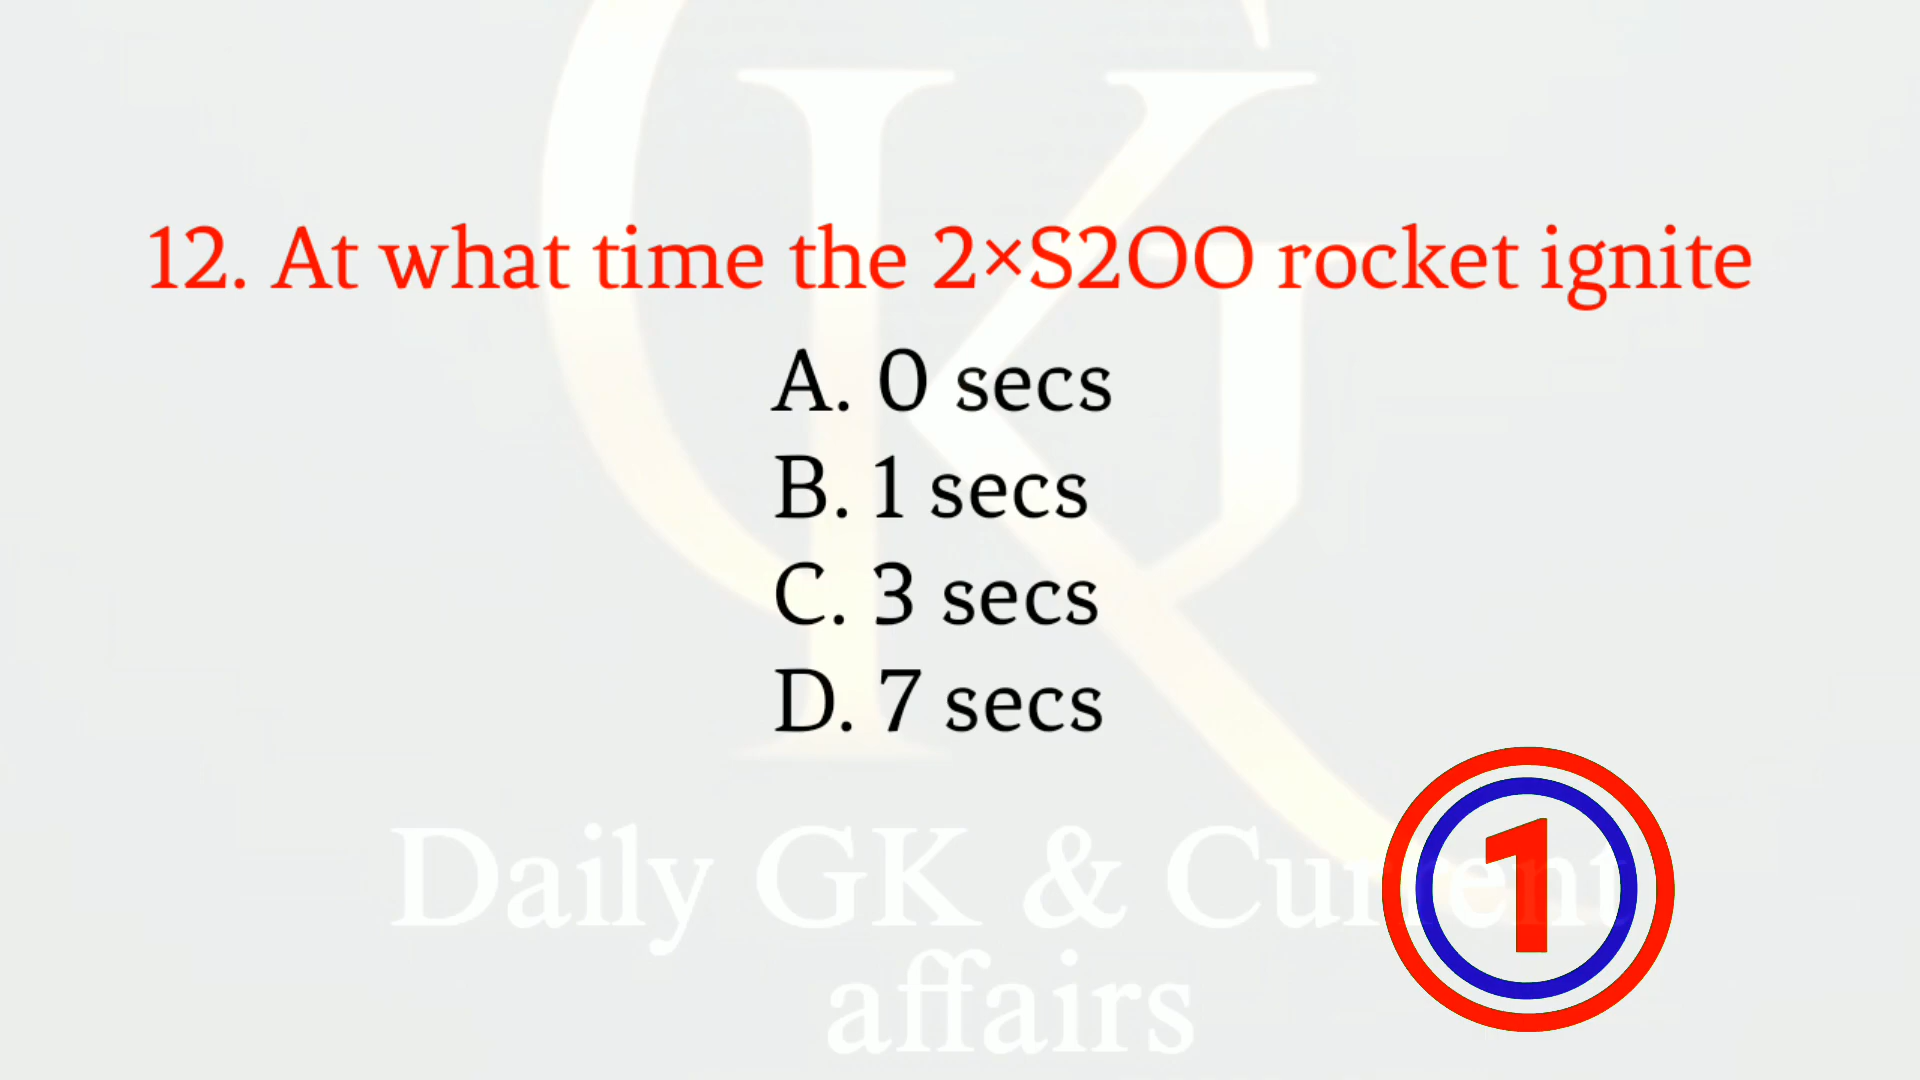 12. At what time the 2×S2OO rocket ignite
A. 0 secs
B. 1 secs
C. 3 secs
D. 7 secs
Daily GK & Current
affairs
1